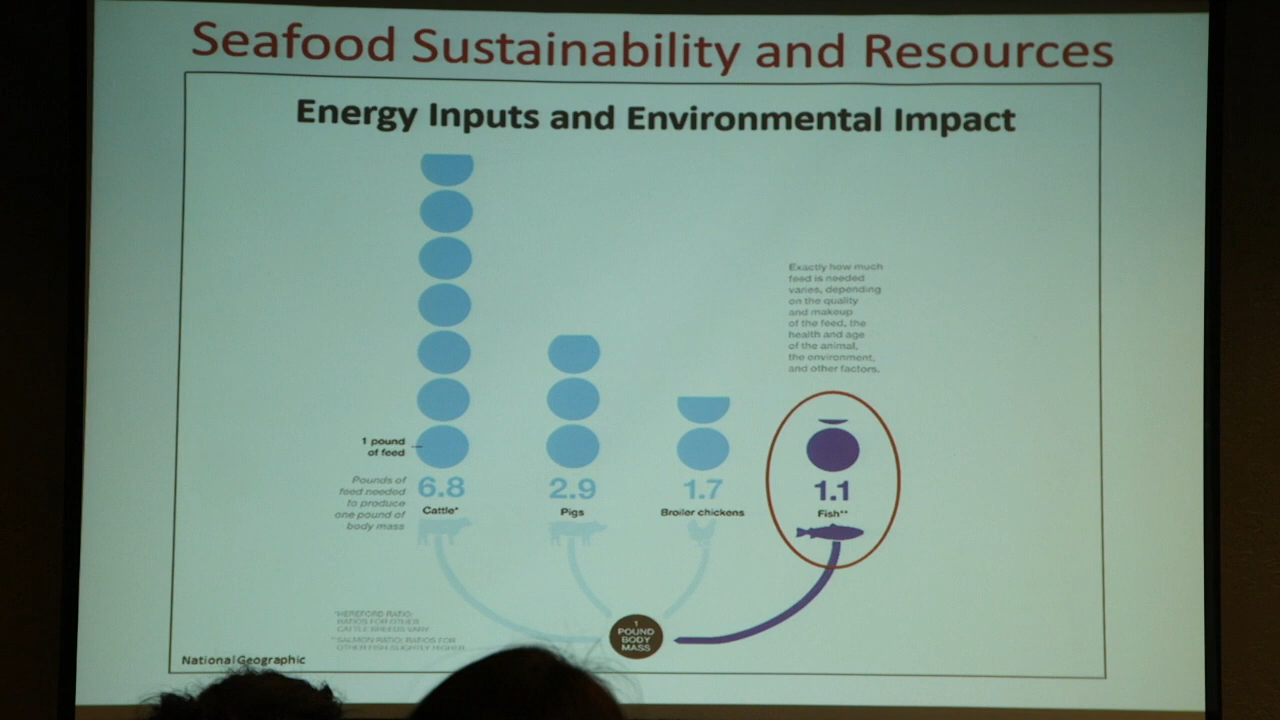 Seafood Sustainability and Resources
Energy Inputs and Environmental Impact
Exactly how much
feed is needed
varies, depending
on the quality
and makeup
of the feed, the
health and age
of the animal,
the environment,
and other factors.
1 pound
of feed
Pounds of
feed needed
to produce
one pound of
body mass
6.8
Cattle*
2.9
Pigs
1.7
Broiler chickens
1.1
Fish**
1
POUND
BODY
MASS
*HEREFORD RATIO:
RATIOS FOR OTHER
CATTLE BREEDS VARY
**SALMON RATIO: RATIOS FOR
OTHER FISH SLIGHTLY HIGHER.
National Geographic